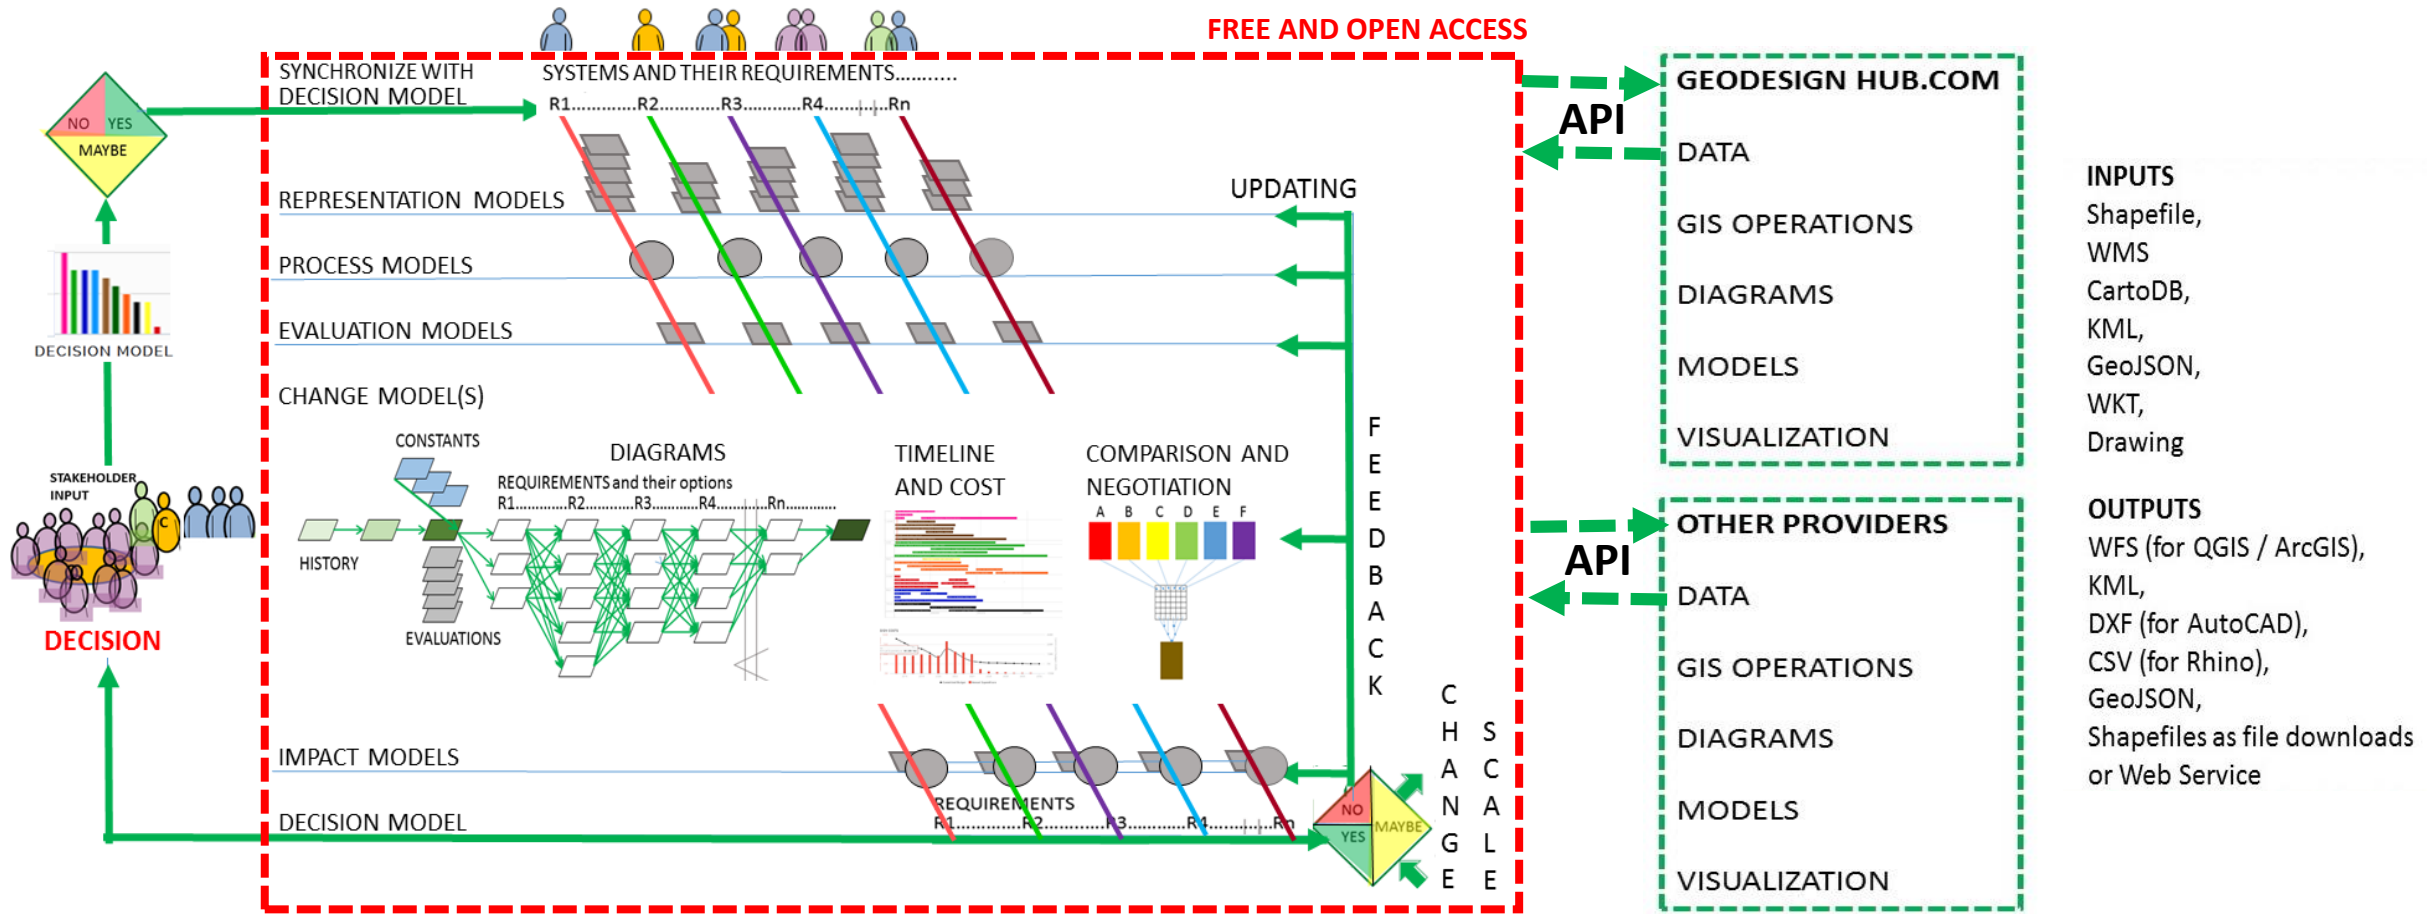 FREE AND OPEN ACCESS
SYNCHRONIZE WITH
DECISION MODEL
SYSTEMS AND THEIR REQUIREMENTS..........
R1.............R2............R3...........R4.............Rn
NO YES
MAYBE
REPRESENTATION MODELS
UPDATING
PROCESS MODELS
EVALUATION MODELS
DECISION MODEL
CHANGE MODEL(S)
CONSTANTS
DIAGRAMS
REQUIREMENTS and their options
R1............R2............R3............R4............Rn............
HISTORY
EVALUATIONS
TIMELINE
AND COST
COMPARISON AND
NEGOTIATION
A B C D E F
FEEDBACK
STAKEHOLDER
INPUT
C
DECISION
IMPACT MODELS
REQUIREMENTS
R1.............R2.............R3.............R4.............Rn
DECISION MODEL
NO
YES
MAYBE
CHANGE
SCALE
API
GEODESIGN HUB.COM
DATA
GIS OPERATIONS
DIAGRAMS
MODELS
VISUALIZATION
API
OTHER PROVIDERS
DATA
GIS OPERATIONS
DIAGRAMS
MODELS
VISUALIZATION
INPUTS
Shapefile,
WMS
CartoDB,
KML,
GeoJSON,
WKT,
Drawing
OUTPUTS
WFS (for QGIS / ArcGIS),
KML,
DXF (for AutoCAD),
CSV (for Rhino),
GeoJSON,
Shapefiles as file downloads
or Web Service